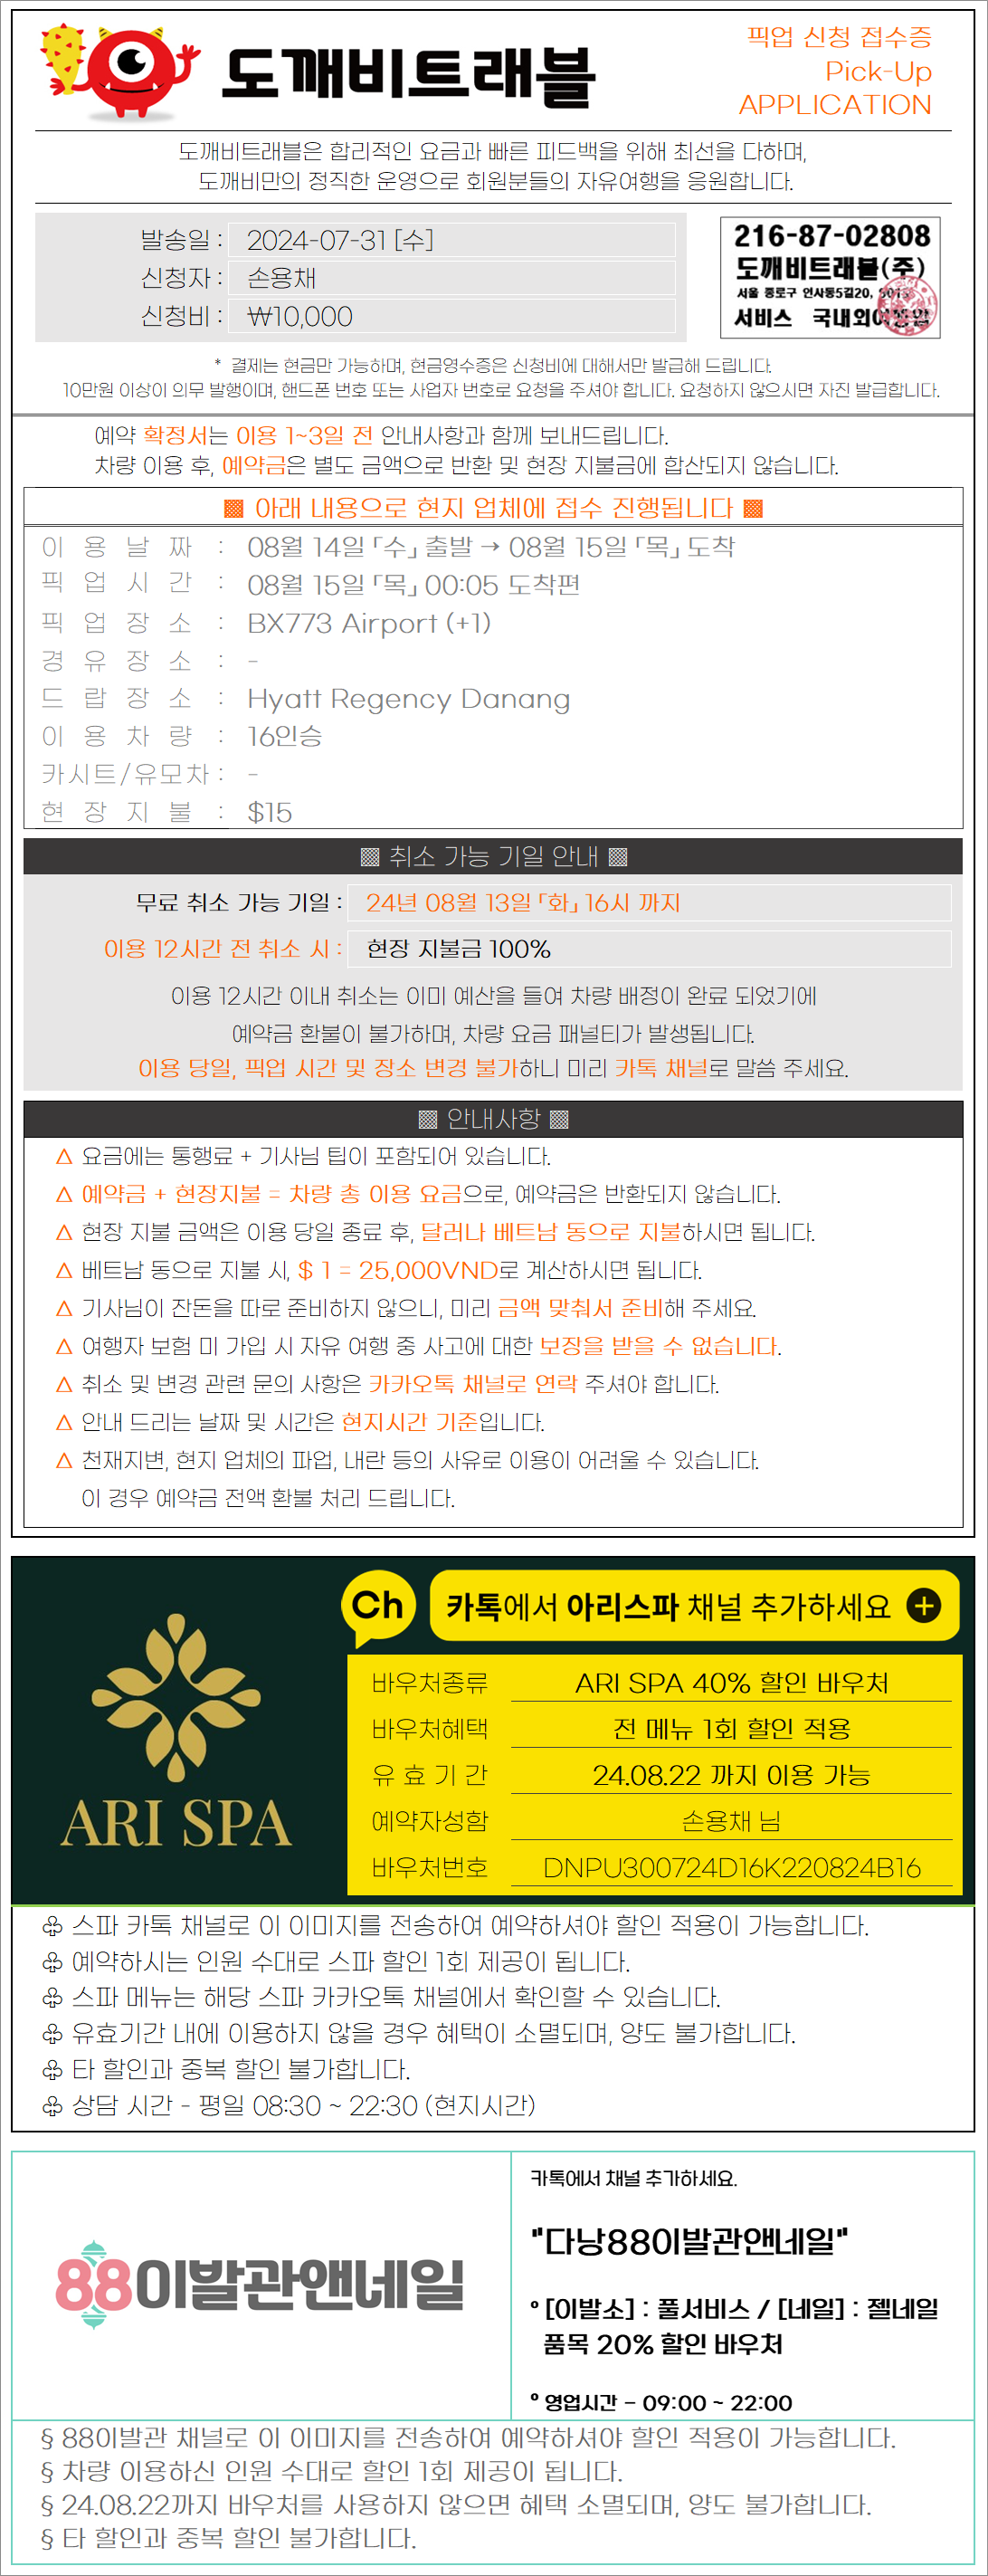 도깨비트래블
픽업 신청 접수증
Pick-Up
APPLICATION
도깨비트래블은 합리적인 요금과 빠른 피드백을 위해 최선을 다하며,
도깨비만의 정직한 운영으로 회원분들의 자유여행을 응원합니다.
발송일 : 2024-07-31 [수]
신청자 : 손용채
신청비 : ₩10,000
216-87-02808
도깨비트래블(주)
서울 종로구 인사동5길20,
서비스 국내외여행업
* 결제는 현금만 가능하며, 현금영수증은 신청비에 대해서만 발급해 드립니다.
10만원 이상이 의무 발행이며, 핸드폰 번호 또는 사업자 번호로 요청을 주셔야 합니다. 요청하지 않으시면 자진 발급합니다.
예약 확정서는 이용 1~3일 전 안내사항과 함께 보내드립니다.
차량 이용 후, 예약금은 별도 금액으로 반환 및 현장 지불금에 합산되지 않습니다.
▩ 아래 내용으로 현지 업체에 접수 진행됩니다 ▩
이 용 날 짜 : 08월 14일 ｢수｣ 출발 → 08월 15일 ｢목｣ 도착
픽 업 시 간 : 08월 15일 ｢목｣ 00:05 도착편
픽 업 장 소 : BX773 Airport (+1)
경 유 장 소 : -
드 랍 장 소 : Hyatt Regency Danang
이 용 차 량 : 16인승
카시트/유모차 : -
현 장 지 불 : $15
▩ 취소 가능 기일 안내 ▩
무료 취소 가능 기일 : 24년 08월 13일 ｢화｣ 16시 까지
이용 12시간 전 취소 시 : 현장 지불금 100%
이용 12시간 이내 취소는 이미 예산을 들여 차량 배정이 완료 되었기에
예약금 환불이 불가하며, 차량 요금 패널티가 발생됩니다.
이용 당일, 픽업 시간 및 장소 변경 불가하니 미리 카톡 채널로 말씀 주세요.
▩ 안내사항 ▩
△ 요금에는 통행료 + 기사님 팁이 포함되어 있습니다.
△ 예약금 + 현장지불 = 차량 총 이용 요금으로, 예약금은 반환되지 않습니다.
△ 현장 지불 금액은 이용 당일 종료 후, 달러나 베트남 동으로 지불하시면 됩니다.
△ 베트남 동으로 지불 시, $ 1 = 25,000VND로 계산하시면 됩니다.
△ 기사님이 잔돈을 따로 준비하지 않으니, 미리 금액 맞춰서 준비해 주세요.
△ 여행자 보험 미 가입 시 자유 여행 중 사고에 대한 보장을 받을 수 없습니다.
△ 취소 및 변경 관련 문의 사항은 카카오톡 채널로 연락 주셔야 합니다.
△ 안내 드리는 날짜 및 시간은 현지시간 기준입니다.
△ 천재지변, 현지 업체의 파업, 내란 등의 사유로 이용이 어려울 수 있습니다.
이 경우 예약금 전액 환불 처리 드립니다.
Ch 카톡에서 아리스파 채널 추가하세요 +
ARI SPA
바우처종류 ARI SPA 40% 할인 바우처
바우처혜택 전 메뉴 1회 할인 적용
유 효 기 간 24.08.22 까지 이용 가능
예약자성함 손용채 님
바우처번호 DNPU300724D16K220824B16
♧ 스파 카톡 채널로 이 이미지를 전송하여 예약하셔야 할인 적용이 가능합니다.
♧ 예약하시는 인원 수대로 스파 할인 1회 제공이 됩니다.
♧ 스파 메뉴는 해당 스파 카카오톡 채널에서 확인할 수 있습니다.
♧ 유효기간 내에 이용하지 않을 경우 혜택이 소멸되며, 양도 불가합니다.
♧ 타 할인과 중복 할인 불가합니다.
♧ 상담 시간 - 평일 08:30 ~ 22:30 (현지시간)
88이발관앤네일
카톡에서 채널 추가하세요.
"다낭88이발관앤네일"
° [이발소] : 풀서비스 / [네일] : 젤네일
품목 20% 할인 바우처
° 영업시간 - 09:00 ~ 22:00
§ 88이발관 채널로 이 이미지를 전송하여 예약하셔야 할인 적용이 가능합니다.
§ 차량 이용하신 인원 수대로 할인 1회 제공이 됩니다.
§ 24.08.22까지 바우처를 사용하지 않으면 혜택 소멸되며, 양도 불가합니다.
§ 타 할인과 중복 할인 불가합니다.